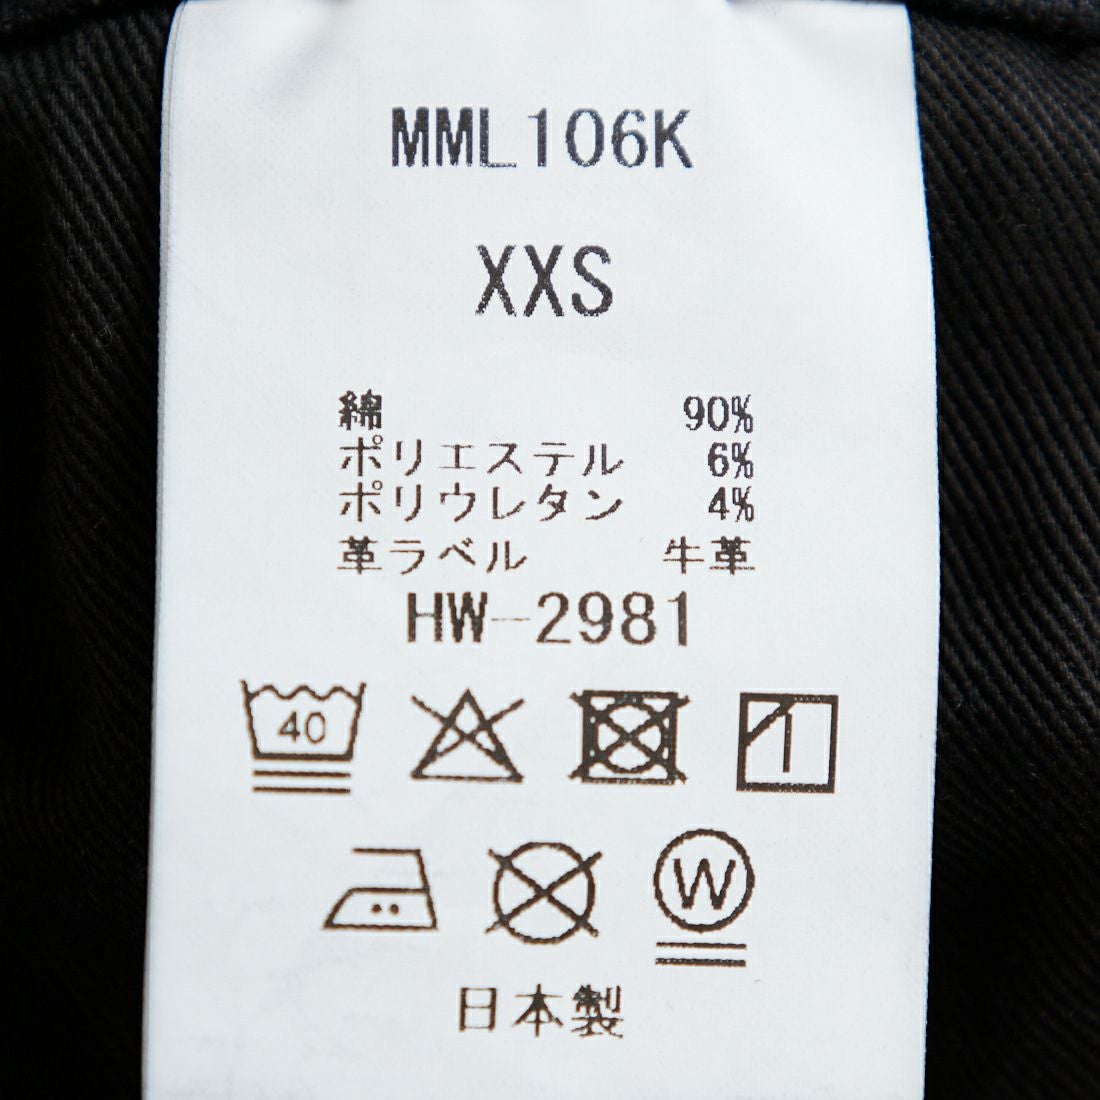 MML106K
XXS
綿 90%
ポリエステル 6%
ポリウレタン 4%
革ラベル 牛革
HW-2981
40
W
日本製